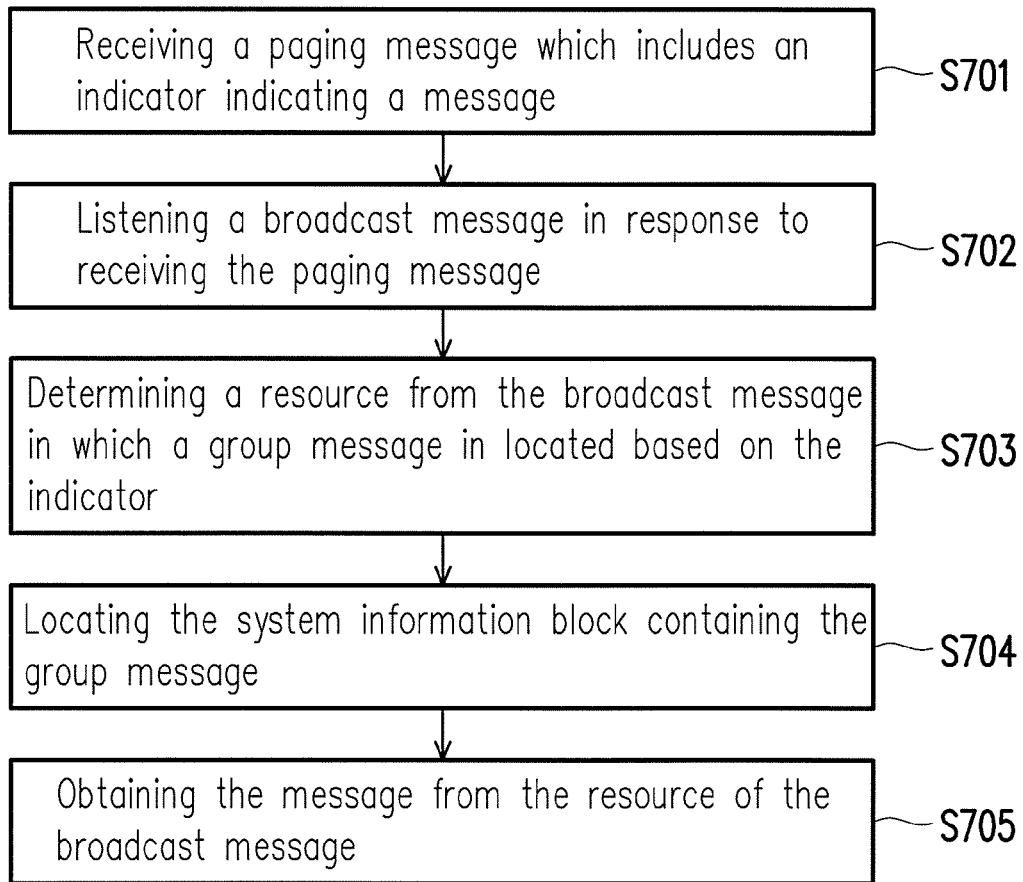 Receiving a paging message which includes an
indicator indicating a message
S701
Listening a broadcast message in response to
receiving the paging message
S702
Determining a resource from the broadcast message
in which a group message in located based on the
indicator
S703
Locating the system information block containing the
group message
S704
Obtaining the message from the resource of the
broadcast message
S705